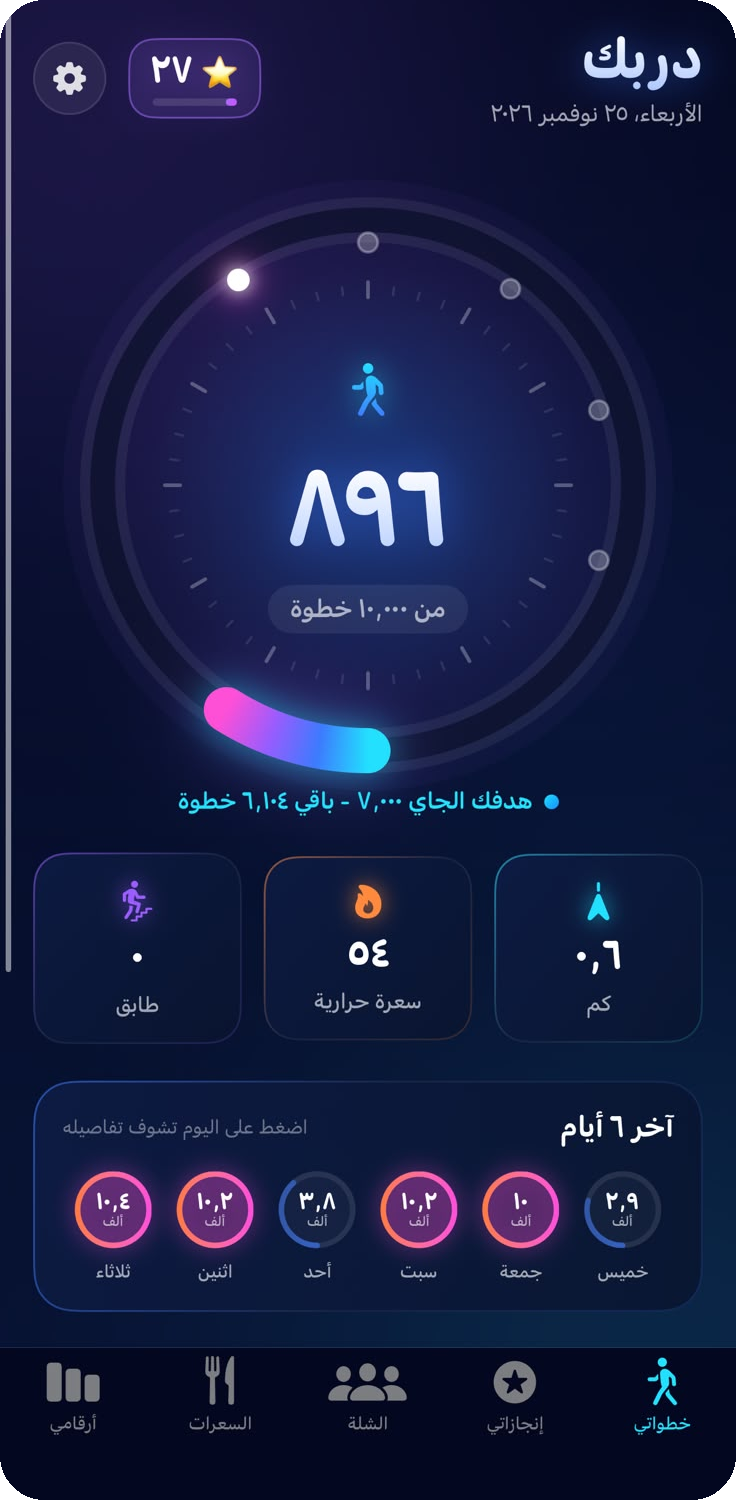 دربك
الأربعاء، ٢٥ نوفمبر ٢٠٢٦
٢٧
٨٩٦
من ١٠٬٠٠٠ خطوة
هدفك الجاي ٧٬٠٠٠ - باقي ٦٬١٠٤ خطوة
٠٫٦
كم
٥٤
سعرة حرارية
٠
طابق
آخر ٦ أيام
اضغط على اليوم تشوف تفاصيله
٢٫٩
ألف
خميس
١٠
ألف
جمعة
١٠٫٢
ألف
سبت
٣٫٨
ألف
أحد
١٠٫٢
ألف
اثنين
١٠٫٤
ألف
ثلاثاء
خطواتي
إنجازاتي
الشلة
السعرات
أرقامي